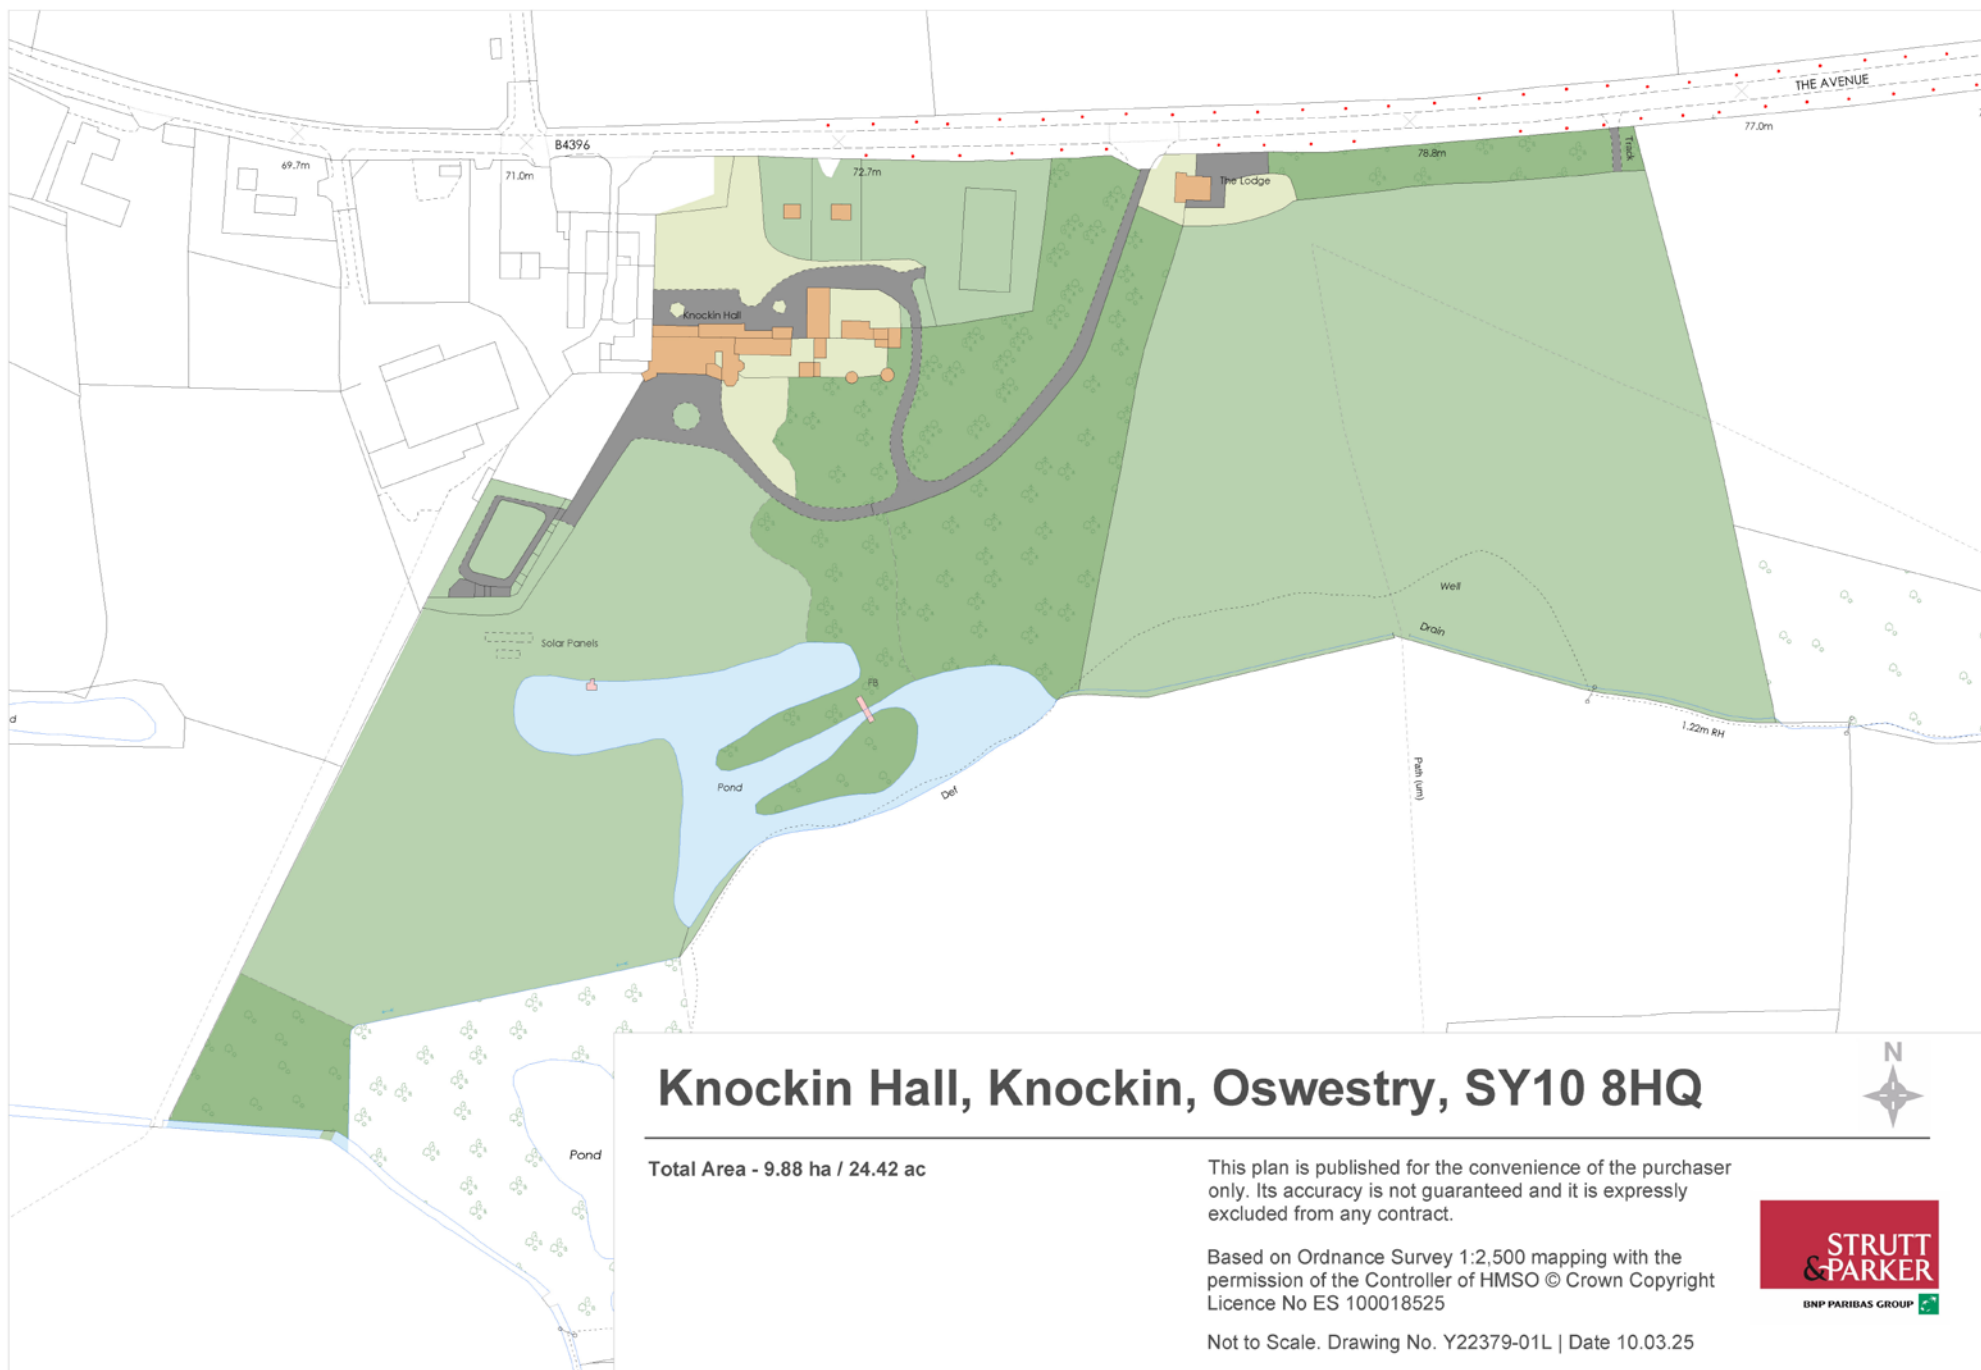 THE AVENUE
77.0m
B4396
69.7m
71.0m
72.7m
78.8m
Track
The Lodge
Knockin Hall
Well
Drain
Solar Panels
FB
d
1.22m RH
Path (um)
Pond
Def
Pond
Knockin Hall, Knockin, Oswestry, SY10 8HQ
N
Total Area - 9.88 ha / 24.42 ac
This plan is published for the convenience of the purchaser
only. Its accuracy is not guaranteed and it is expressly
excluded from any contract.
Based on Ordnance Survey 1:2,500 mapping with the
permission of the Controller of HMSO © Crown Copyright
Licence No ES 100018525
Not to Scale. Drawing No. Y22379-01L | Date 10.03.25
STRUTT
&PARKER
BNP PARIBAS GROUP